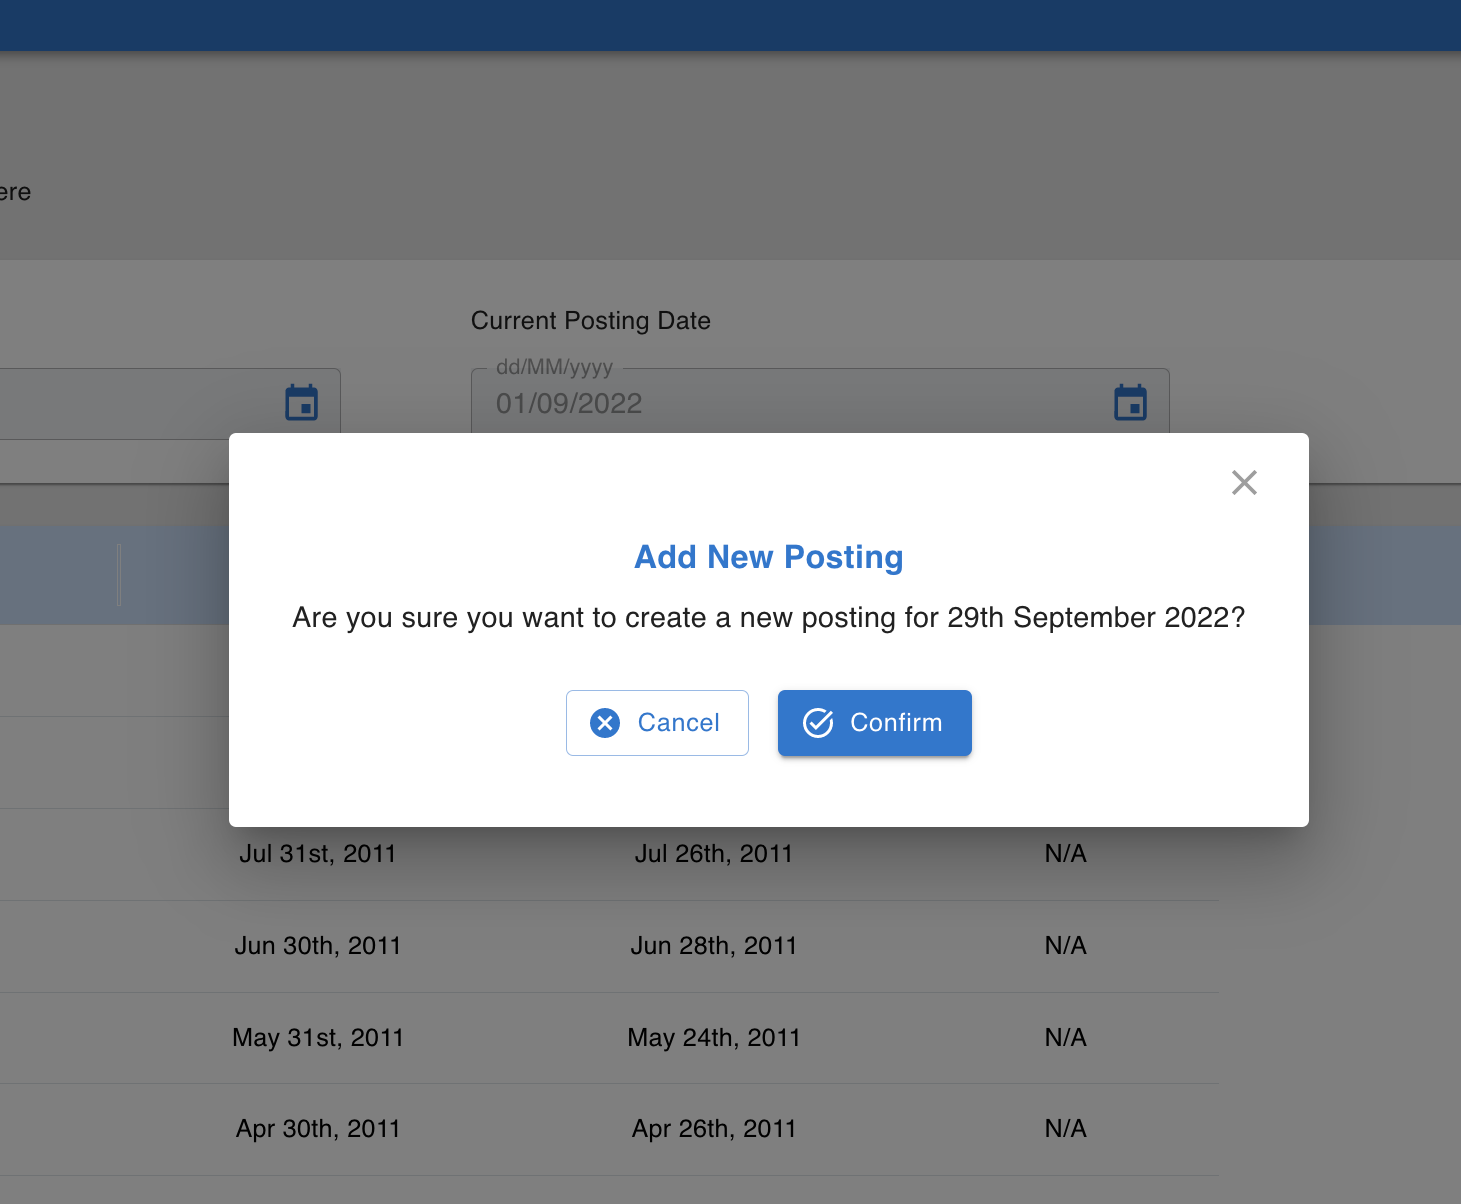 ere
Current Posting Date
dd/MM/yyyy
01/09/2022
Add New Posting
Are you sure you want to create a new posting for 29th September 2022?
Cancel
Confirm
Jul 31st, 2011 Jul 26th, 2011 N/A
Jun 30th, 2011 Jun 28th, 2011 N/A
May 31st, 2011 May 24th, 2011 N/A
Apr 30th, 2011 Apr 26th, 2011 N/A